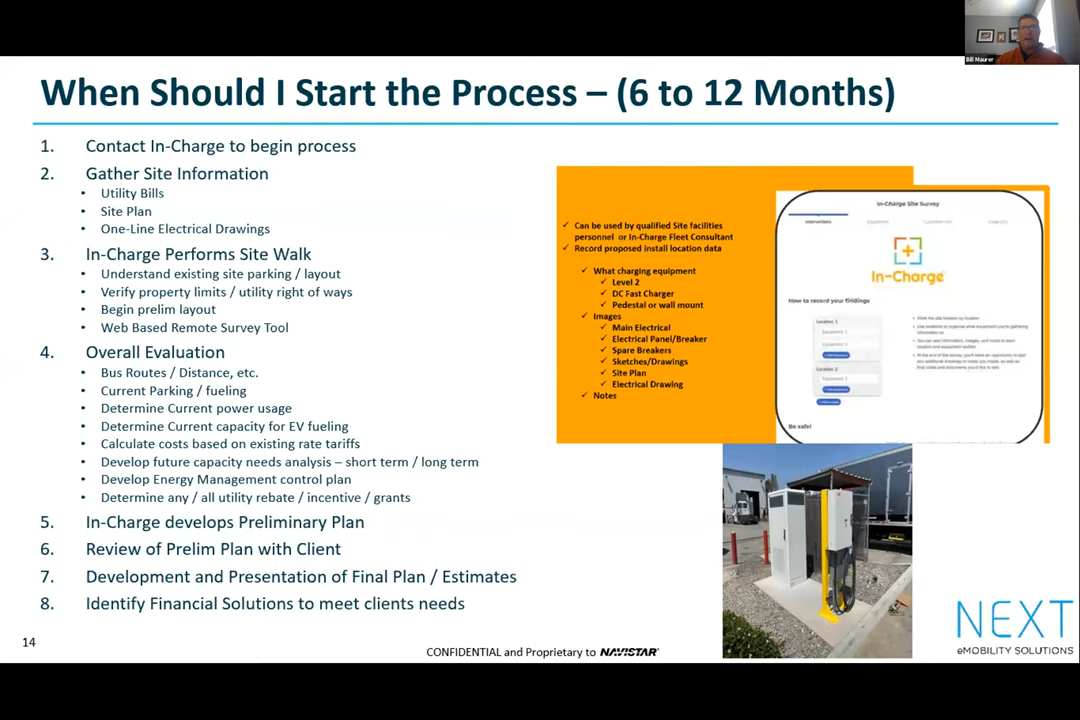 Bill Maurer
When Should I Start the Process – (6 to 12 Months)
1. Contact In-Charge to begin process
2. Gather Site Information
• Utility Bills
• Site Plan
• One-Line Electrical Drawings
3. In-Charge Performs Site Walk
• Understand existing site parking / layout
• Verify property limits / utility right of ways
• Begin prelim layout
• Web Based Remote Survey Tool
4. Overall Evaluation
• Bus Routes / Distance, etc.
• Current Parking / fueling
• Determine Current power usage
• Determine Current capacity for EV fueling
• Calculate costs based on existing rate tariffs
• Develop future capacity needs analysis – short term / long term
• Develop Energy Management control plan
• Determine any / all utility rebate / incentive / grants
5. In-Charge develops Preliminary Plan
6. Review of Prelim Plan with Client
7. Development and Presentation of Final Plan / Estimates
8. Identify Financial Solutions to meet clients needs
✓ Can be used by qualified Site facilities
personnel or In-Charge Fleet Consultant
✓ Record proposed install location data
✓ What charging equipment
✓ Level 2
✓ DC Fast Charger
✓ Pedestal or wall mount
✓ Images
✓ Main Electrical
✓ Electrical Panel/Breaker
✓ Spare Breakers
✓ Sketches/Drawings
✓ Site Plan
✓ Electrical Drawing
✓ Notes
In-Charge Site Survey
Instructions
In-Charge
How to record your findings
Location 1
Equipment 1
Location 2
Equipment 1
Be safe!
14
CONFIDENTIAL and Proprietary to NAVISTAR
NEXT
eMOBILITY SOLUTIONS